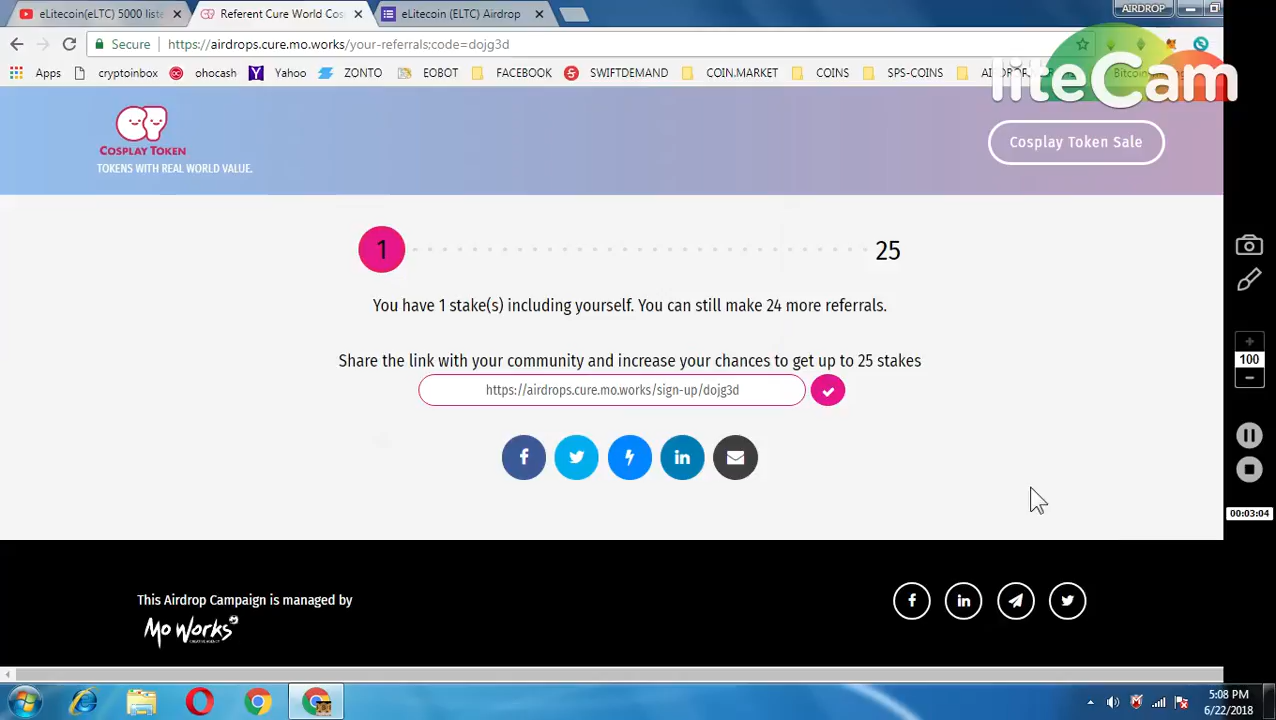 eLitecoin(eLTC) 5000 liste
Referent Cure World Cos
eLitecoin (ELTC) Airdrop
AIRDROP
Secure
https://airdrops.cure.mo.works/your-referrals;code=dojg3d
Apps
cryptoinbox
ohocash
Yahoo
ZONTO
EOBOT
FACEBOOK
SWIFTDEMAND
COIN.MARKET
COINS
SPS-COINS
liteCam
COSPLAY TOKEN
TOKENS WITH REAL WORLD VALUE.
Cosplay Token Sale
1
25
You have 1 stake(s) including yourself. You can still make 24 more referrals.
Share the link with your community and increase your chances to get up to 25 stakes
https://airdrops.cure.mo.works/sign-up/dojg3d
100
00:03:04
This Airdrop Campaign is managed by
Mo Works
5:08 PM
6/22/2018